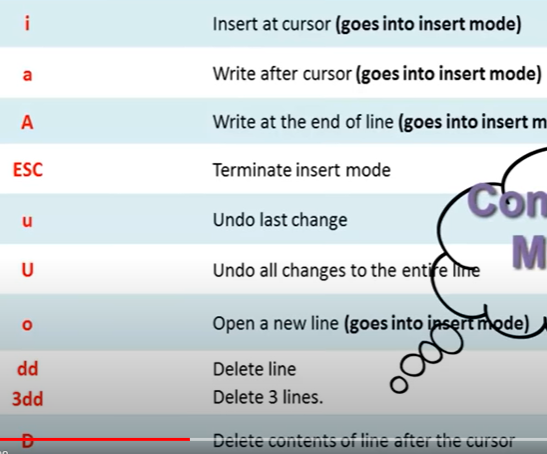 i Insert at cursor (goes into insert mode)
a Write after cursor (goes into insert mode)
A Write at the end of line (goes into insert m
ESC Terminate insert mode
Con
u Undo last change
M
U Undo all changes to the entire line
o Open a new line (goes into insert mode)
dd Delete line
3dd Delete 3 lines.
D Delete contents of line after the cursor